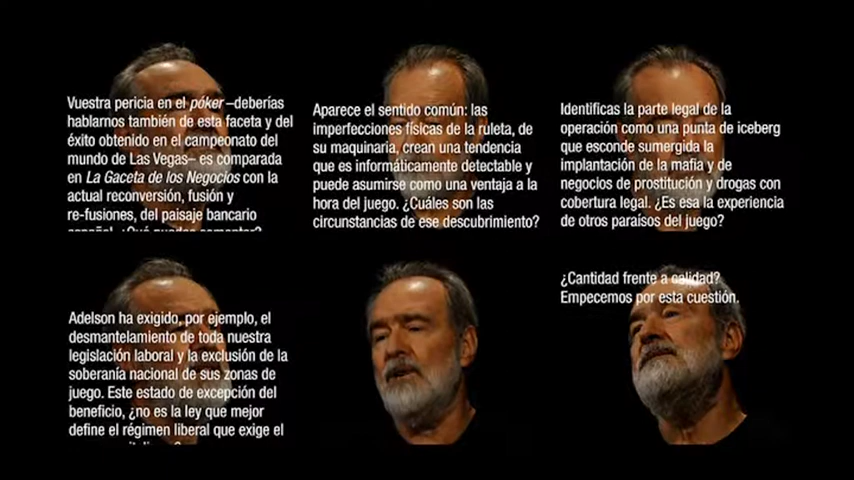 Vuestra pericia en el póker –deberías
hablarnos también de esta faceta y del
éxito obtenido en el campeonato del
mundo de Las Vegas– es comparada
en La Gaceta de los Negocios con la
actual reconversión, fusión y
re-fusiones, del paisaje bancario
español. ¿Qué puedes comentar?
Aparece el sentido común: las
imperfecciones físicas de la ruleta, de
su maquinaria, crean una tendencia
que es informáticamente detectable y
puede asumirse como una ventaja a la
hora del juego. ¿Cuáles son las
circunstancias de ese descubrimiento?
Identificas la parte legal de la
operación como una punta de iceberg
que esconde sumergida la
implantación de la mafia y de
negocios de prostitución y drogas con
cobertura legal. ¿Es esa la experiencia
de otros paraísos del juego?
Adelson ha exigido, por ejemplo, el
desmantelamiento de toda nuestra
legislación laboral y la exclusión de la
soberanía nacional de sus zonas de
juego. Este estado de excepción del
beneficio, ¿no es la ley que mejor
define el régimen liberal que exige el
¿Cantidad frente a calidad?
Empecemos por esta cuestión.